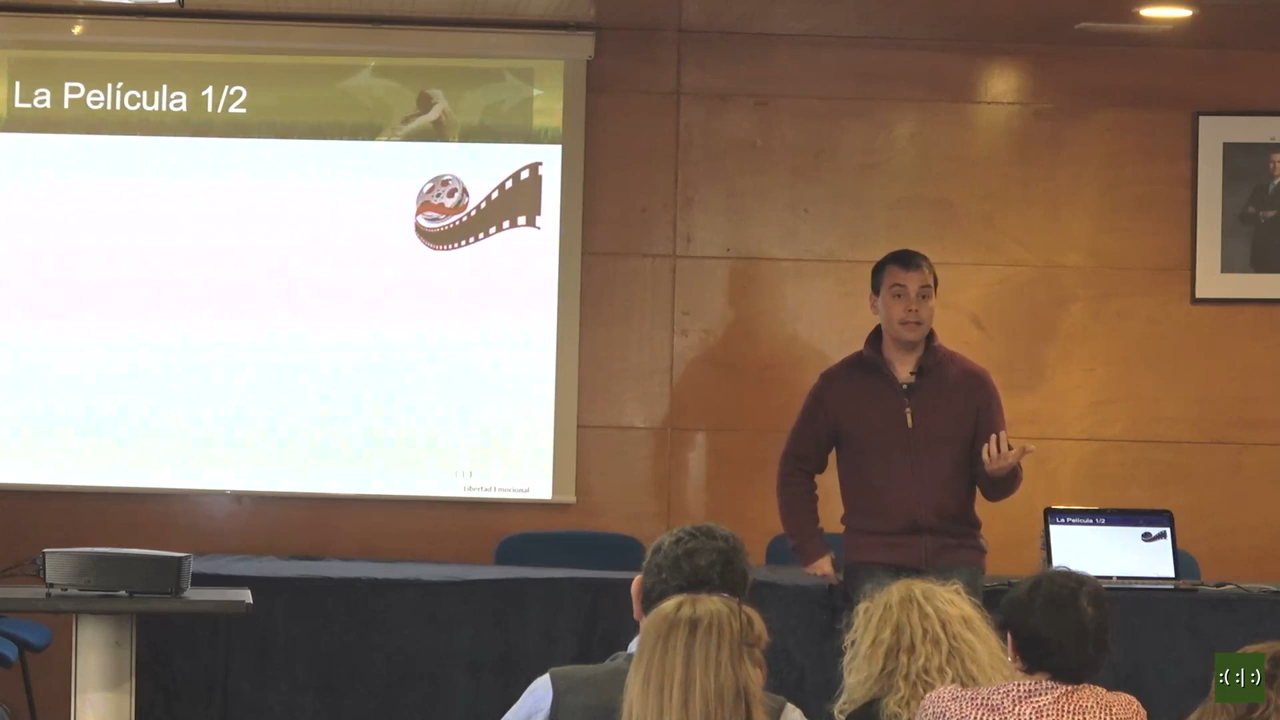 La Película 1/2
Libertad Emocional
La Película 1/2
:( :| :)